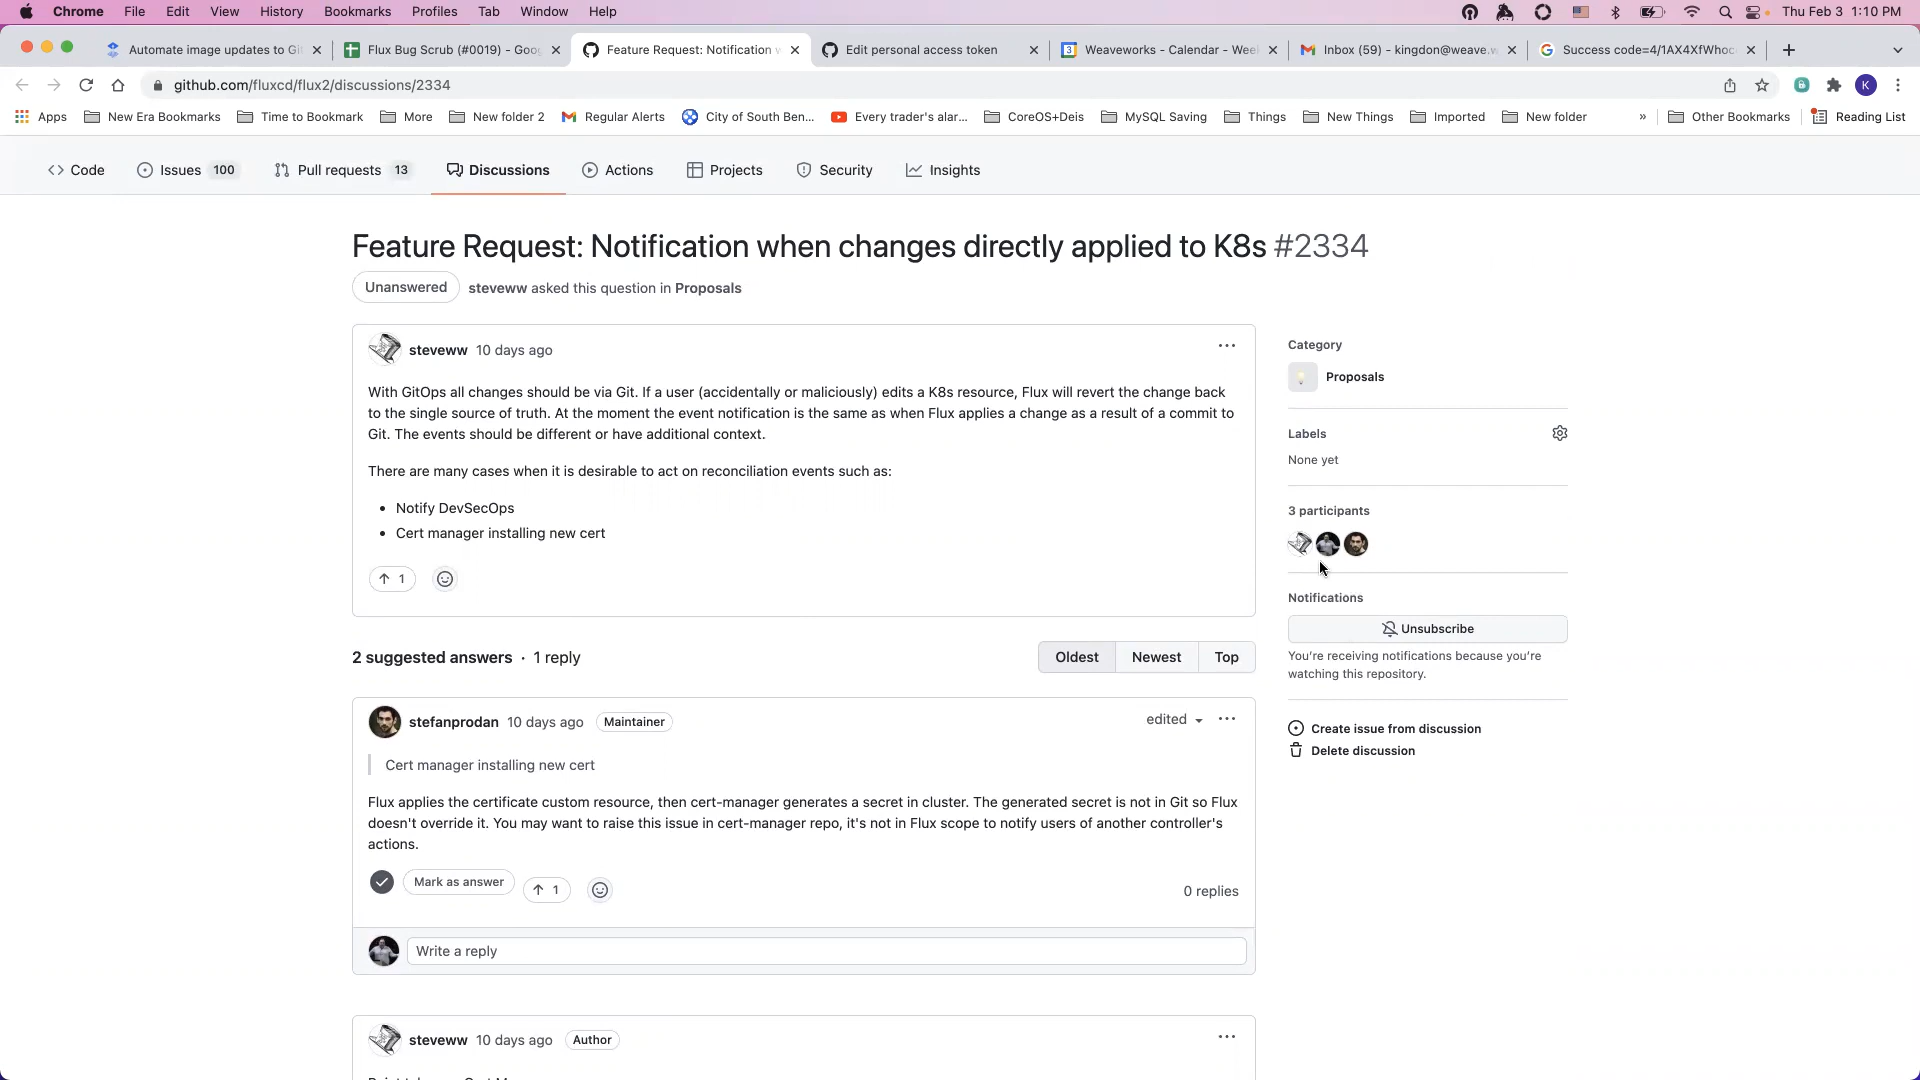 Chrome File Edit View History Bookmarks Profiles Tab Window Help Thu Feb 3 1:10 PM
Automate image updates to Gi Flux Bug Scrub (#0019) - Goog Feature Request: Notification Edit personal access token Weaveworks - Calendar - Wee Inbox (59) - kingdon@weave.w Success code=4/1AX4XfWhoc
github.com/fluxcd/flux2/discussions/2334 K
Apps New Era Bookmarks Time to Bookmark More New folder 2 Regular Alerts City of South Ben... Every trader's alar... CoreOS+Deis MySQL Saving Things New Things Imported New folder » Other Bookmarks Reading List
Code Issues 100 Pull requests 13 Discussions Actions Projects Security Insights
Feature Request: Notification when changes directly applied to K8s #2334
Unanswered steveww asked this question in Proposals
steveww 10 days ago
With GitOps all changes should be via Git. If a user (accidentally or maliciously) edits a K8s resource, Flux will revert the change back
to the single source of truth. At the moment the event notification is the same as when Flux applies a change as a result of a commit to
Git. The events should be different or have additional context.
There are many cases when it is desirable to act on reconciliation events such as:
• Notify DevSecOps
• Cert manager installing new cert
↑ 1
2 suggested answers · 1 reply
Oldest Newest Top
stefanprodan 10 days ago Maintainer edited
Cert manager installing new cert
Flux applies the certificate custom resource, then cert-manager generates a secret in cluster. The generated secret is not in Git so Flux
doesn't override it. You may want to raise this issue in cert-manager repo, it's not in Flux scope to notify users of another controller's
actions.
Mark as answer ↑ 1 0 replies
Write a reply
steveww 10 days ago Author
Category
Proposals
Labels
None yet
3 participants
Notifications
Unsubscribe
You're receiving notifications because you're
watching this repository.
Create issue from discussion
Delete discussion